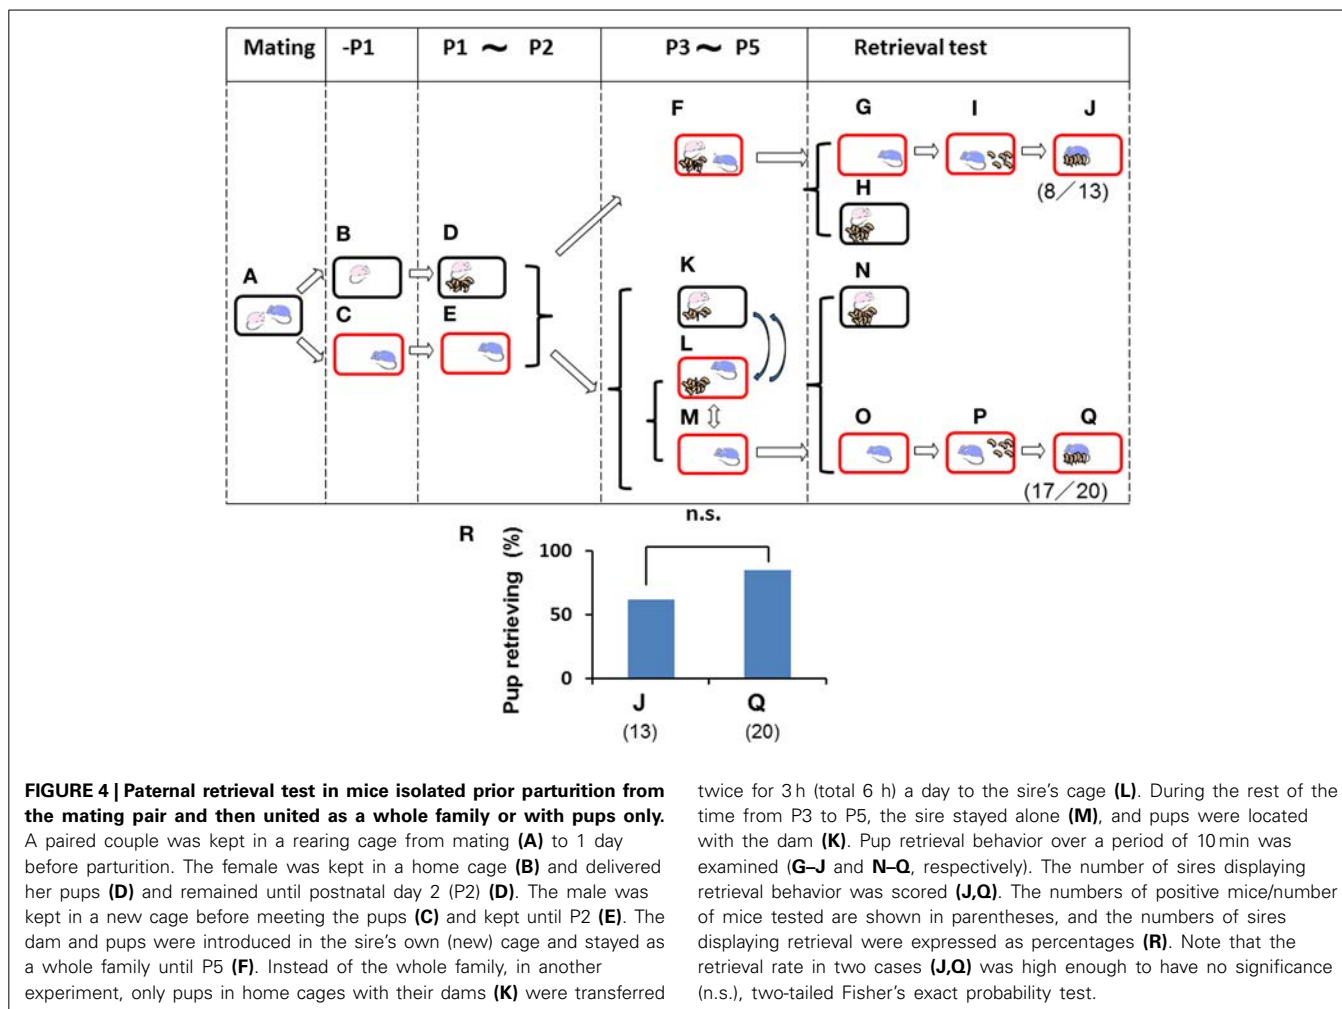 Mating -P1 P1 ~ P2 P3 ~ P5 Retrieval test
F G I J
(8/13)
H
B D
A
K N
C E
L
M O P Q
(17/20)
n.s.
R
Pup retrieving (%)
100
50
0
J Q
(13) (20)
FIGURE 4 | Paternal retrieval test in mice isolated prior parturition from
the mating pair and then united as a whole family or with pups only.
A paired couple was kept in a rearing cage from mating (A) to 1 day
before parturition. The female was kept in a home cage (B) and delivered
her pups (D) and remained until postnatal day 2 (P2) (D). The male was
kept in a new cage before meeting the pups (C) and kept until P2 (E). The
dam and pups were introduced in the sire's own (new) cage and stayed as
a whole family until P5 (F). Instead of the whole family, in another
experiment, only pups in home cages with their dams (K) were transferred
twice for 3 h (total 6 h) a day to the sire's cage (L). During the rest of the
time from P3 to P5, the sire stayed alone (M), and pups were located
with the dam (K). Pup retrieval behavior over a period of 10 min was
examined (G–J and N–Q, respectively). The number of sires displaying
retrieval behavior was scored (J,Q). The numbers of positive mice/number
of mice tested are shown in parentheses, and the numbers of sires
displaying retrieval were expressed as percentages (R). Note that the
retrieval rate in two cases (J,Q) was high enough to have no significance
(n.s.), two-tailed Fisher's exact probability test.